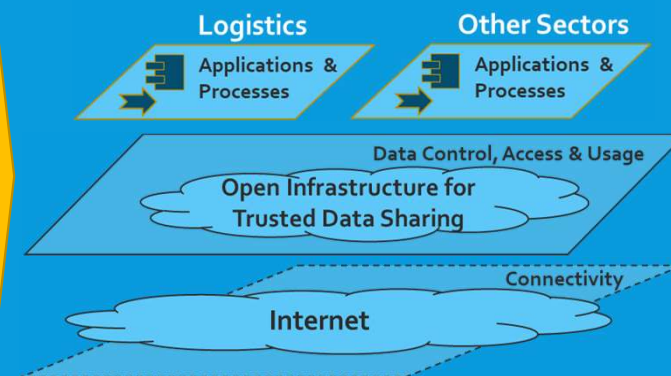 Logistics
Other Sectors
Applications &
Processes
Applications &
Processes
Data Control, Access & Usage
Open Infrastructure for
Trusted Data Sharing
Connectivity
Internet